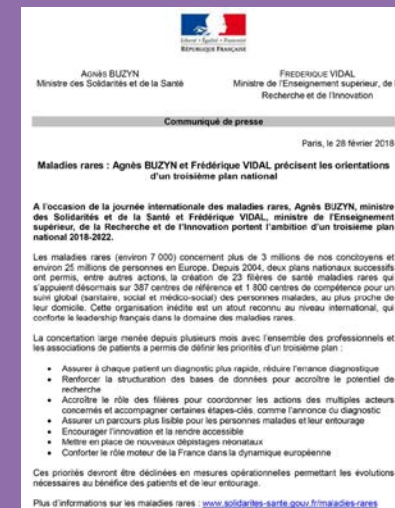 Liberté • Égalité • Fraternité
RÉPUBLIQUE FRANÇAISE
AGNÈS BUZYN
Ministre des Solidarités et de la Santé
FREDERIQUE VIDAL
Ministre de l'Enseignement superieur, de l
Recherche et de l'Innovation
Communiqué de presse
Paris, le 28 février 2018
Maladies rares : Agnès BUZYN et Frédérique VIDAL précisent les orientations
d'un troisième plan national
A l'occasion de la journée internationale des maladies rares, Agnès BUZYN, ministre
des Solidarités et de la Santé et Frédérique VIDAL, ministre de l'Enseignement
supérieur, de la Recherche et de l'Innovation portent l'ambition d'un troisième plan
national 2018-2022.
Les maladies rares (environ 7 000) concernent plus de 3 millions de nos concitoyens et
environ 25 millions de personnes en Europe. Depuis 2004, deux plans nationaux successifs
ont permis, entre autres actions, la création de 23 filières de santé maladies rares qui
s'appuient désormais sur 387 centres de référence et 1 800 centres de compétence pour un
suivi global (sanitaire, social et médico-social) des personnes malades, au plus proche de
leur domicile. Cette organisation inédite est un atout reconnu au niveau international, qui
conforte le leadership français dans le domaine des maladies rares.
La concertation large menée depuis plusieurs mois avec l'ensemble des professionnels et
les associations de patients a permis de définir les priorités d'un troisième plan :
• Assurer à chaque patient un diagnostic plus rapide, réduire l'errance diagnostique
• Renforcer la structuration des bases de données pour accroître le potentiel de
recherche
• Accroître le rôle des filières pour coordonner les actions des multiples acteurs
concernés et accompagner certaines étapes-clés, comme l'annonce du diagnostic
• Assurer un parcours plus lisible pour les personnes malades et leur entourage
• Encourager l'innovation et la rendre accessible
• Mettre en place de nouveaux dépistages néonataux
• Conforter le rôle moteur de la France dans la dynamique européenne
Ces priorités devront être déclinées en mesures opérationnelles permettant les évolutions
nécessaires au bénéfice des patients et de leur entourage.
Plus d'informations sur les maladies rares : www.solidarites-sante.gouv.fr/maladies-rares